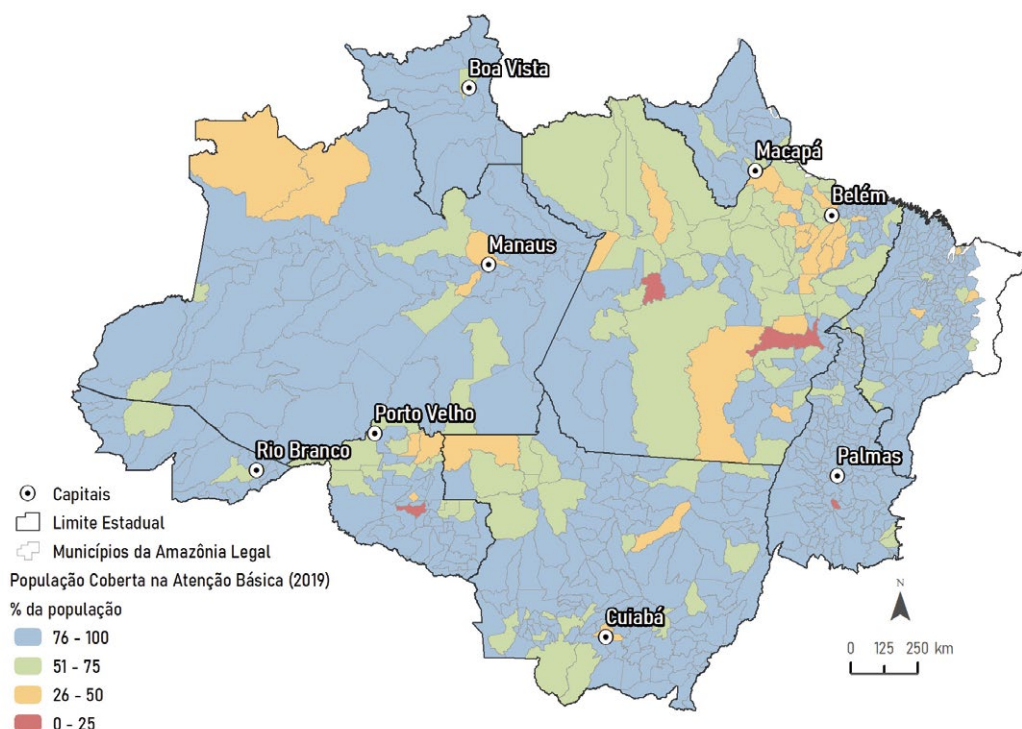 Boa Vista
Macapá
Belém
Manaus
Porto Velho
Rio Branco
Palmas
Cuiabá
Capitais
Limite Estadual
Municípios da Amazônia Legal
População Coberta na Atenção Básica (2019)
% da população
76 - 100
51 - 75
26 - 50
0 - 25
N
0 125 250 km